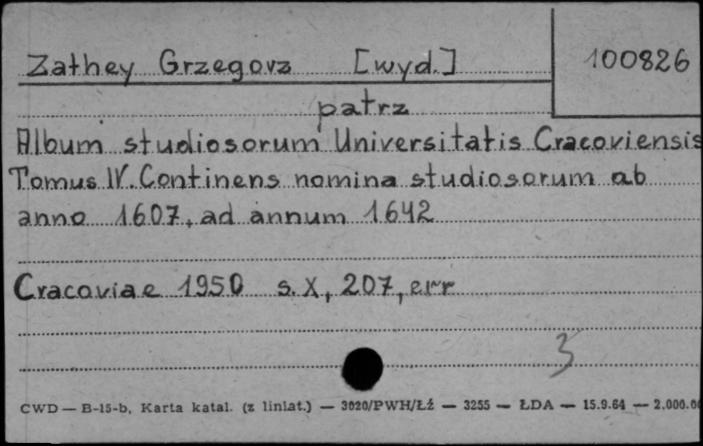 Zathey Grzegorz [wyd.] 100826
patrz
Album studiosorum Universitatis Cracoviensis
Tomus IV. Continens nomina studiosorum ab
anno 1607, ad annum 1642
Cracoviae 1950 s. X, 207, err
3
CWD — B-15-b, Karta katal. (z liniat.) — 3020/PWH/Łź — 3255 — ŁDA — 15.9.64 — 2.000.00